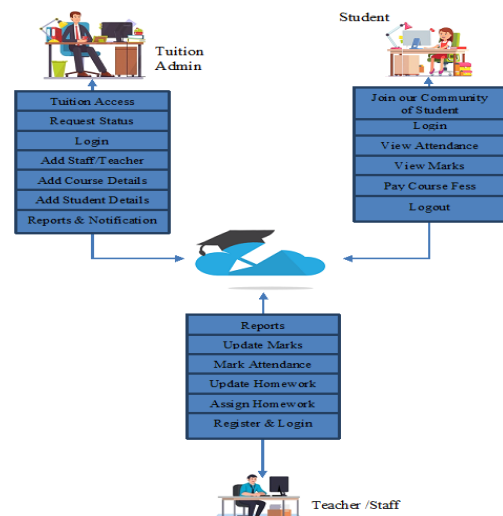 Tuition
Admin
Tuition Access
Request Status
Login
Add Staff/Teacher
Add Course Details
Add Student Details
Reports & Notification
Student
Join our Community
of Student
Login
View Attendance
View Marks
Pay Course Fess
Logout
Reports
Update Marks
Mark Attendance
Update Homework
Assign Homework
Register & Login
Teacher /Staff